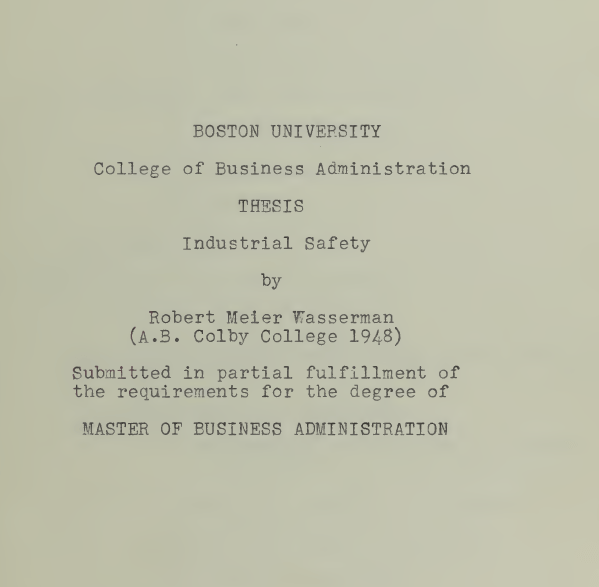 BOSTON UNIVERSITY
College of Business Administration
THESIS
Industrial Safety
by
Robert Meier Wasserman
(A.B. Colby College 1948)
Submitted in partial fulfillment of
the requirements for the degree of
MASTER OF BUSINESS ADMINISTRATION